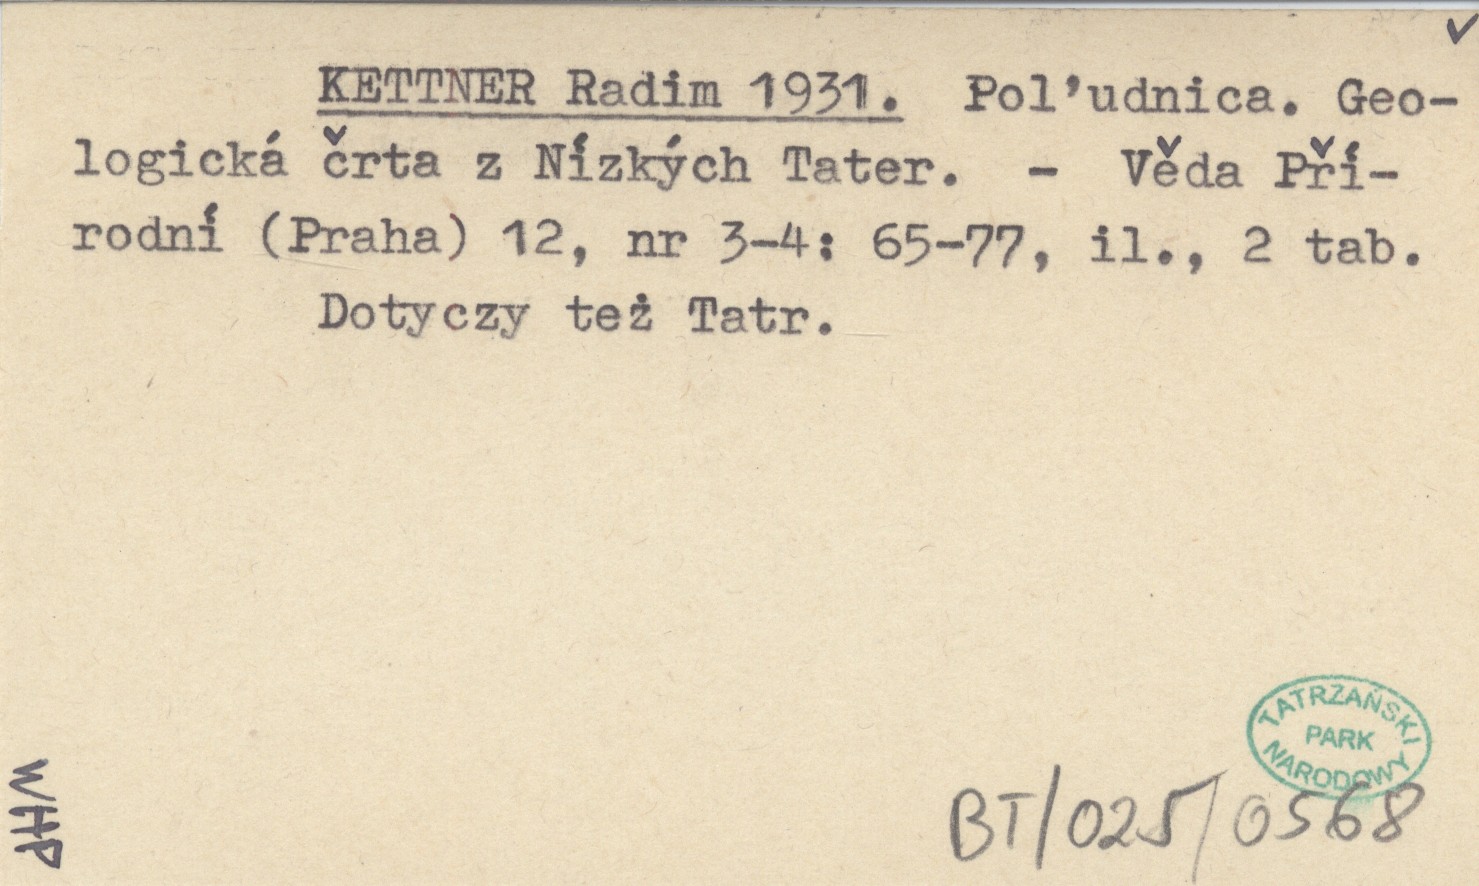 ✓
KETTNER Radim 1931. Pol'udnica. Geo-
logická črta z Nízkých Tater. - Věda Pří-
rodní (Praha) 12, nr 3-4: 65-77, il., 2 tab.
Dotyczy też Tatr.
TATRZAŃSKI
PARK
NARODOWY
BT/025/0568
WHP